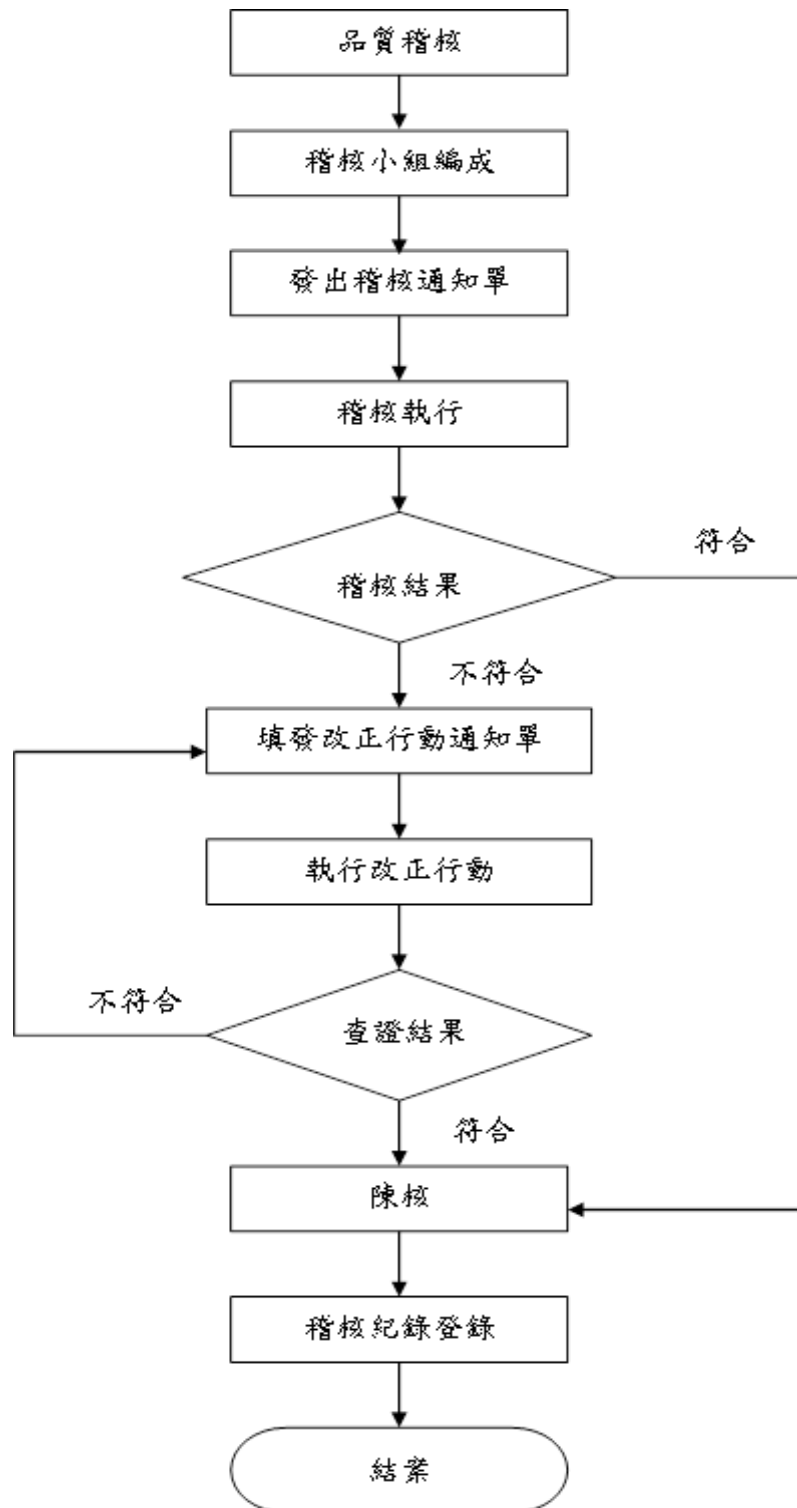 品質稽核
稽核小組編成
發出稽核通知單
稽核執行
符合
稽核結果
不符合
填發改正行動通知單
執行改正行動
不符合
查證結果
符合
陳核
稽核紀錄登錄
結案